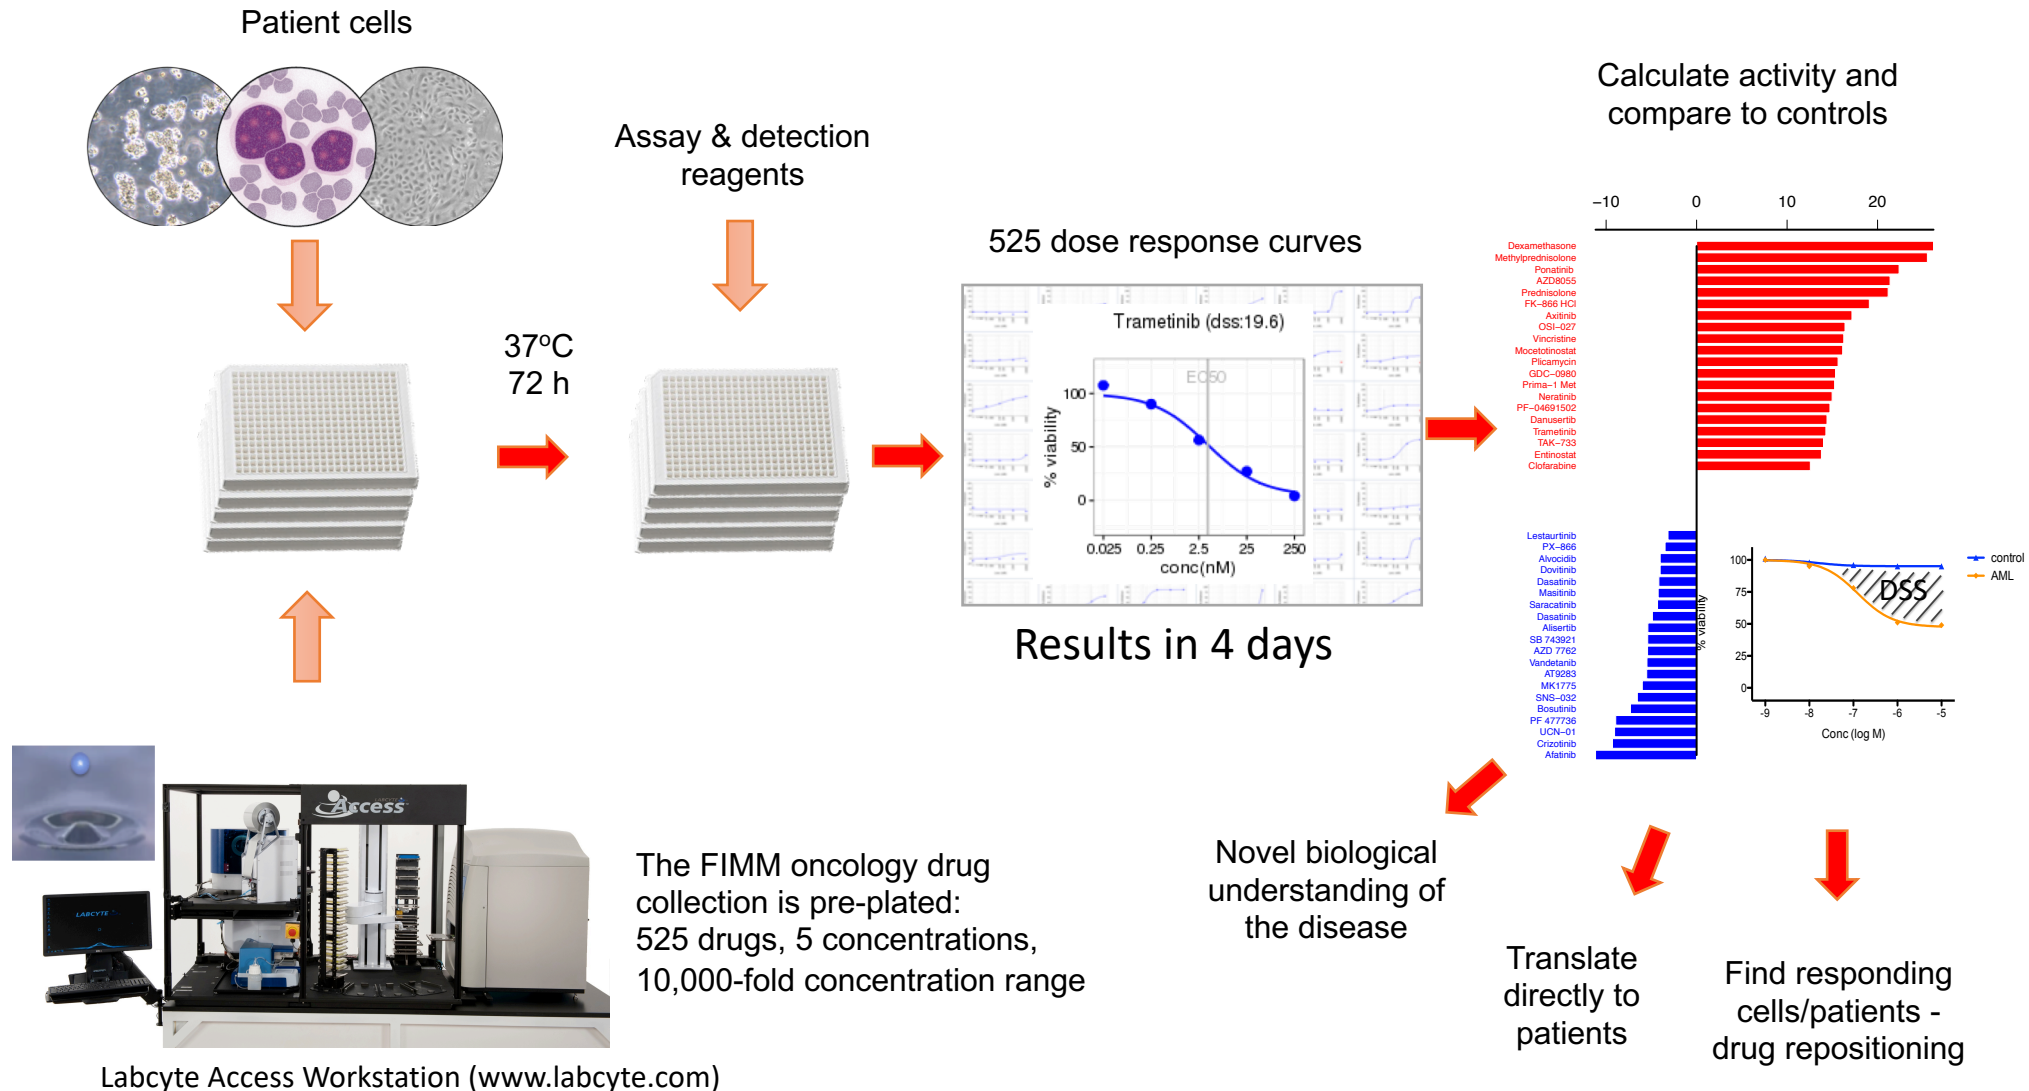 Patient cells
Assay & detection
reagents
37°C
72 h
525 dose response curves
Trametinib (dss:19.6)
EC50
% viability
100
50
0
0.025
0.25
2.5
25
250
conc(nM)
Results in 4 days
Calculate activity and
compare to controls
−10
0
10
20
Dexamethasone
Methylprednisolone
Ponatinib
AZD8055
Prednisolone
FK−866 HCl
Axitinib
OSI−027
Vincristine
Mocetotinostat
Plicamycin
GDC−0980
Prima−1 Met
Neratinib
PF−04691502
Danusertib
Trametinib
TAK−733
Entinostat
Clofarabine
Lestaurtinib
PX−866
Alvocidib
Dovitinib
Dasatinib
Masitinib
Saracatinib
Dasatinib
Alisertib
SB 743921
AZD 7762
Vandetanib
AT9283
MK1775
SNS−032
Bosutinib
PF 477736
UCN−01
Crizotinib
Afatinib
% viability
100
75
50
25
0
-9
-8
-7
-6
-5
Conc (log M)
DSS
control
AML
Access
LABCYTE
The FIMM oncology drug
collection is pre-plated:
525 drugs, 5 concentrations,
10,000-fold concentration range
Labcyte Access Workstation (www.labcyte.com)
Novel biological
understanding of
the disease
Translate
directly to
patients
Find responding
cells/patients -
drug repositioning